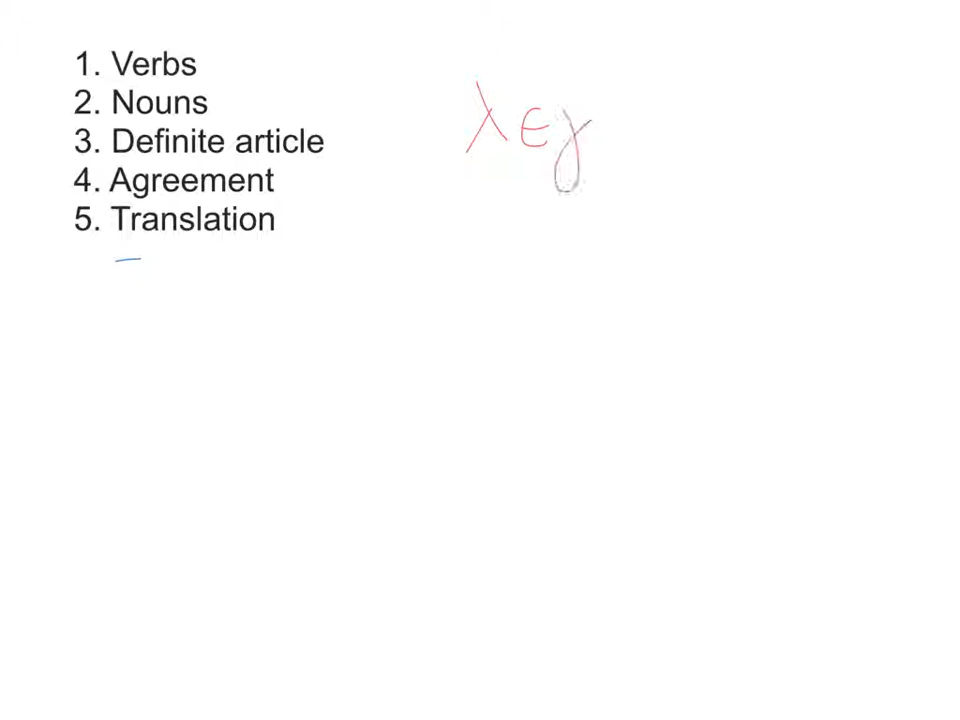 1. Verbs
2. Nouns
3. Definite article
4. Agreement
5. Translation
λεγ